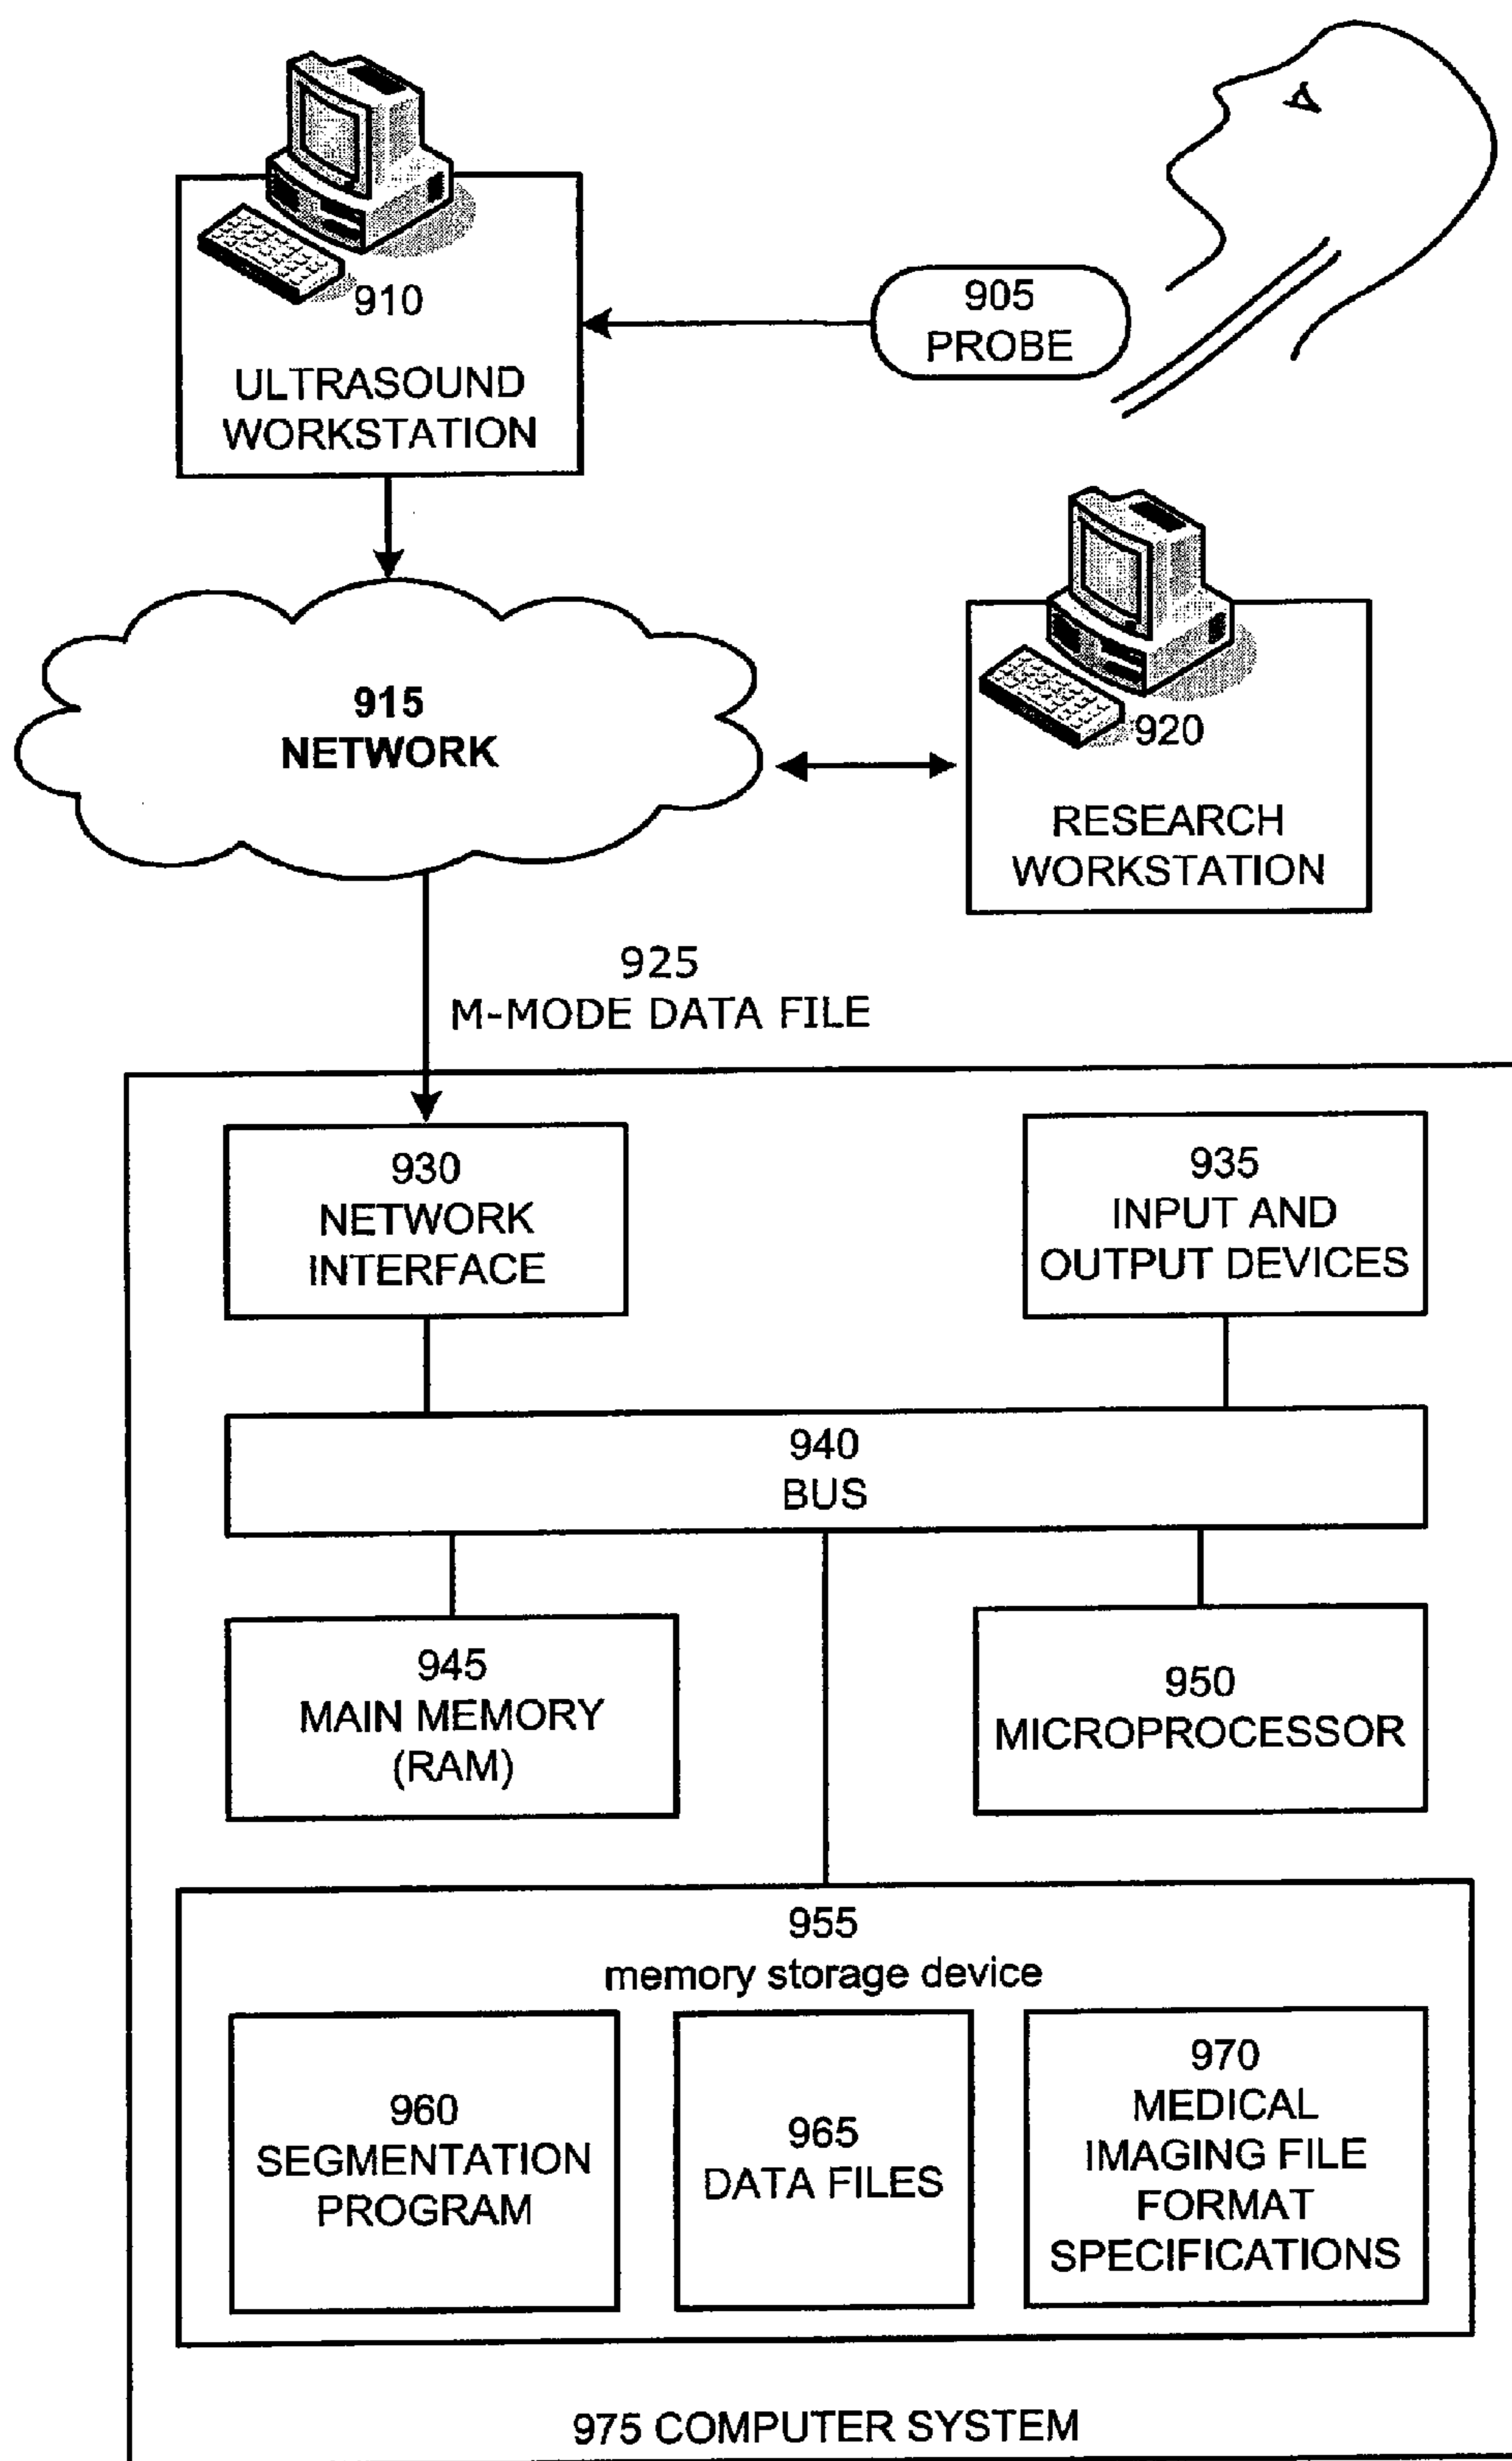 910
ULTRASOUND
WORKSTATION
905
PROBE
915
NETWORK
920
RESEARCH
WORKSTATION
925
M-MODE DATA FILE
930
NETWORK
INTERFACE
935
INPUT AND
OUTPUT DEVICES
940
BUS
945
MAIN MEMORY
(RAM)
950
MICROPROCESSOR
955
memory storage device
960
SEGMENTATION
PROGRAM
965
DATA FILES
970
MEDICAL
IMAGING FILE
FORMAT
SPECIFICATIONS
975 COMPUTER SYSTEM